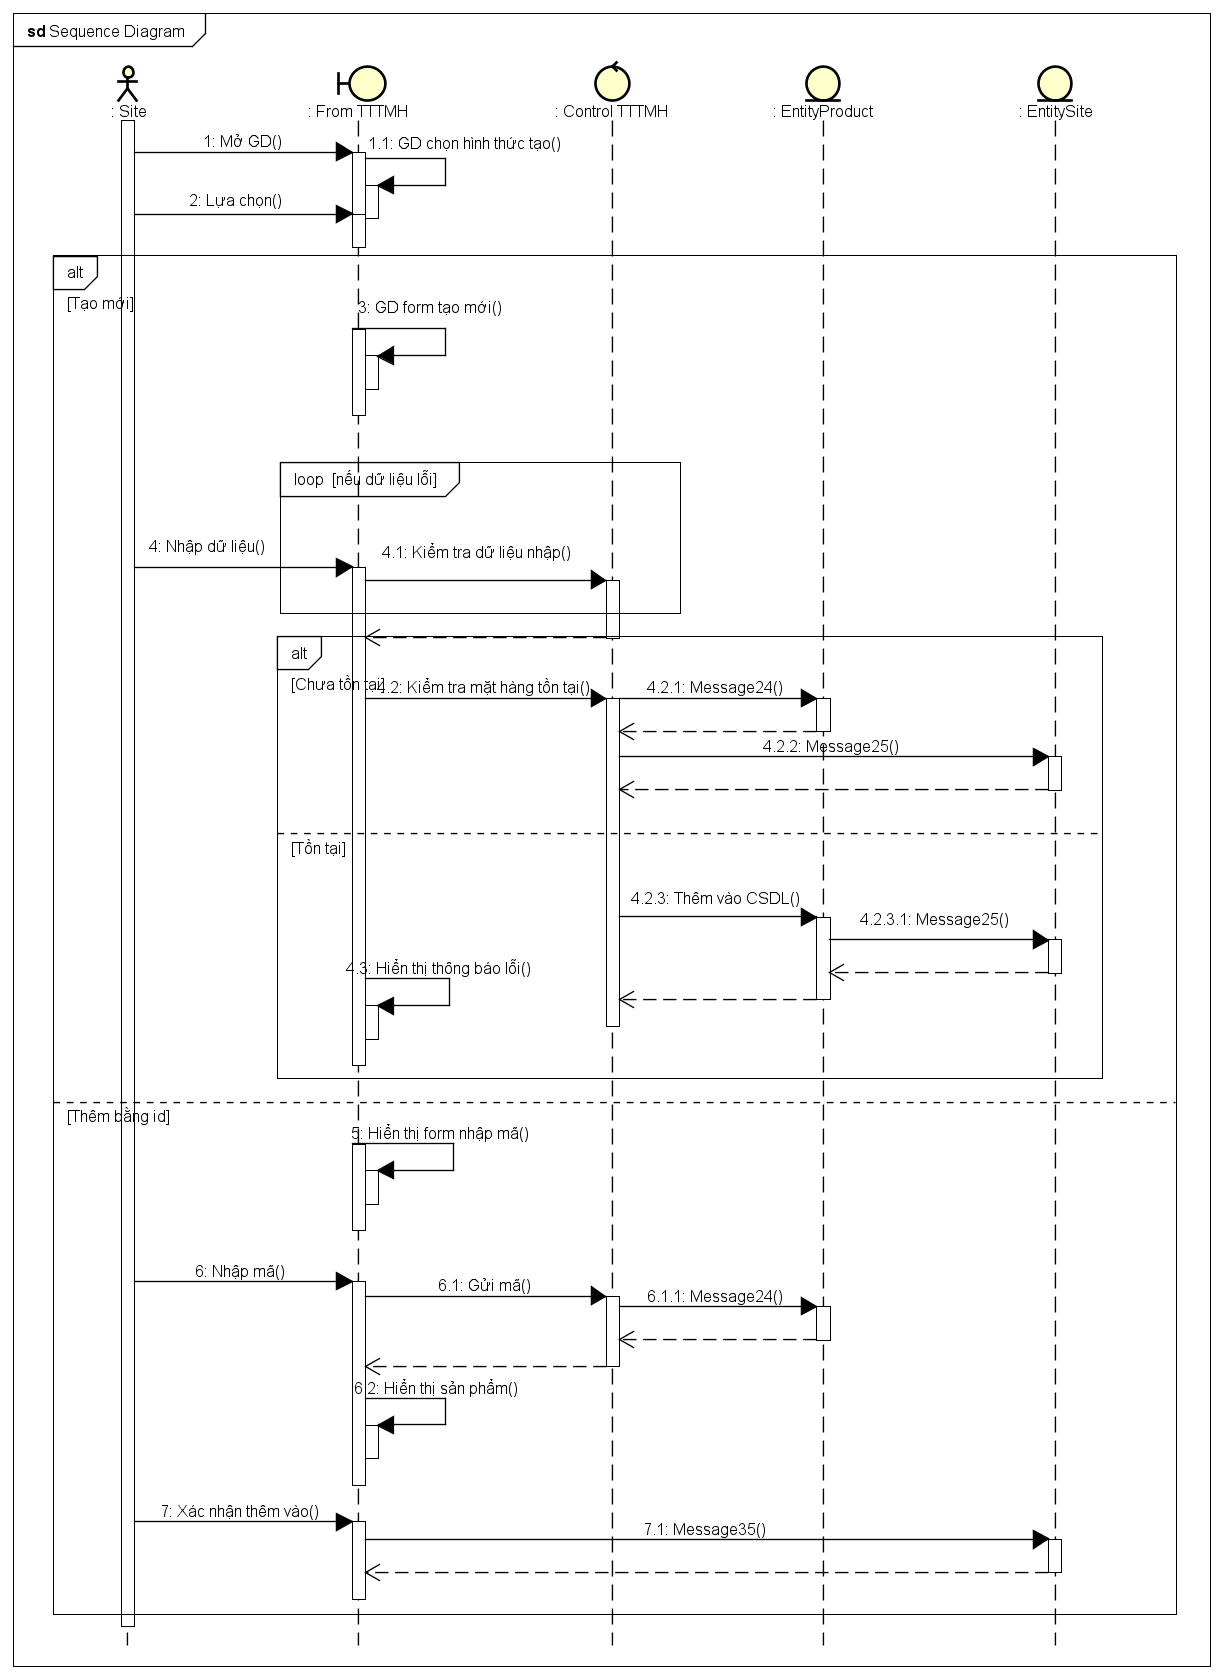 sd Sequence Diagram
: Site
: From TTTMH
: Control TTTMH
: EntityProduct
: EntitySite
1: Mở GD()
1.1: GD chọn hình thức tạo()
2: Lựa chọn()
alt
[Tạo mới]
3: GD form tạo mới()
loop [nếu dữ liệu lỗi]
4: Nhập dữ liệu()
4.1: Kiểm tra dữ liệu nhập()
alt
[Chưa tồn tại]
4.2: Kiểm tra mặt hàng tồn tại()
4.2.1: Message24()
4.2.2: Message25()
[Tồn tại]
4.2.3: Thêm vào CSDL()
4.2.3.1: Message25()
4.3: Hiển thị thông báo lỗi()
[Thêm bằng id]
5: Hiển thị form nhập mã()
6: Nhập mã()
6.1: Gửi mã()
6.1.1: Message24()
6.2: Hiển thị sản phẩm()
7: Xác nhận thêm vào()
7.1: Message35()